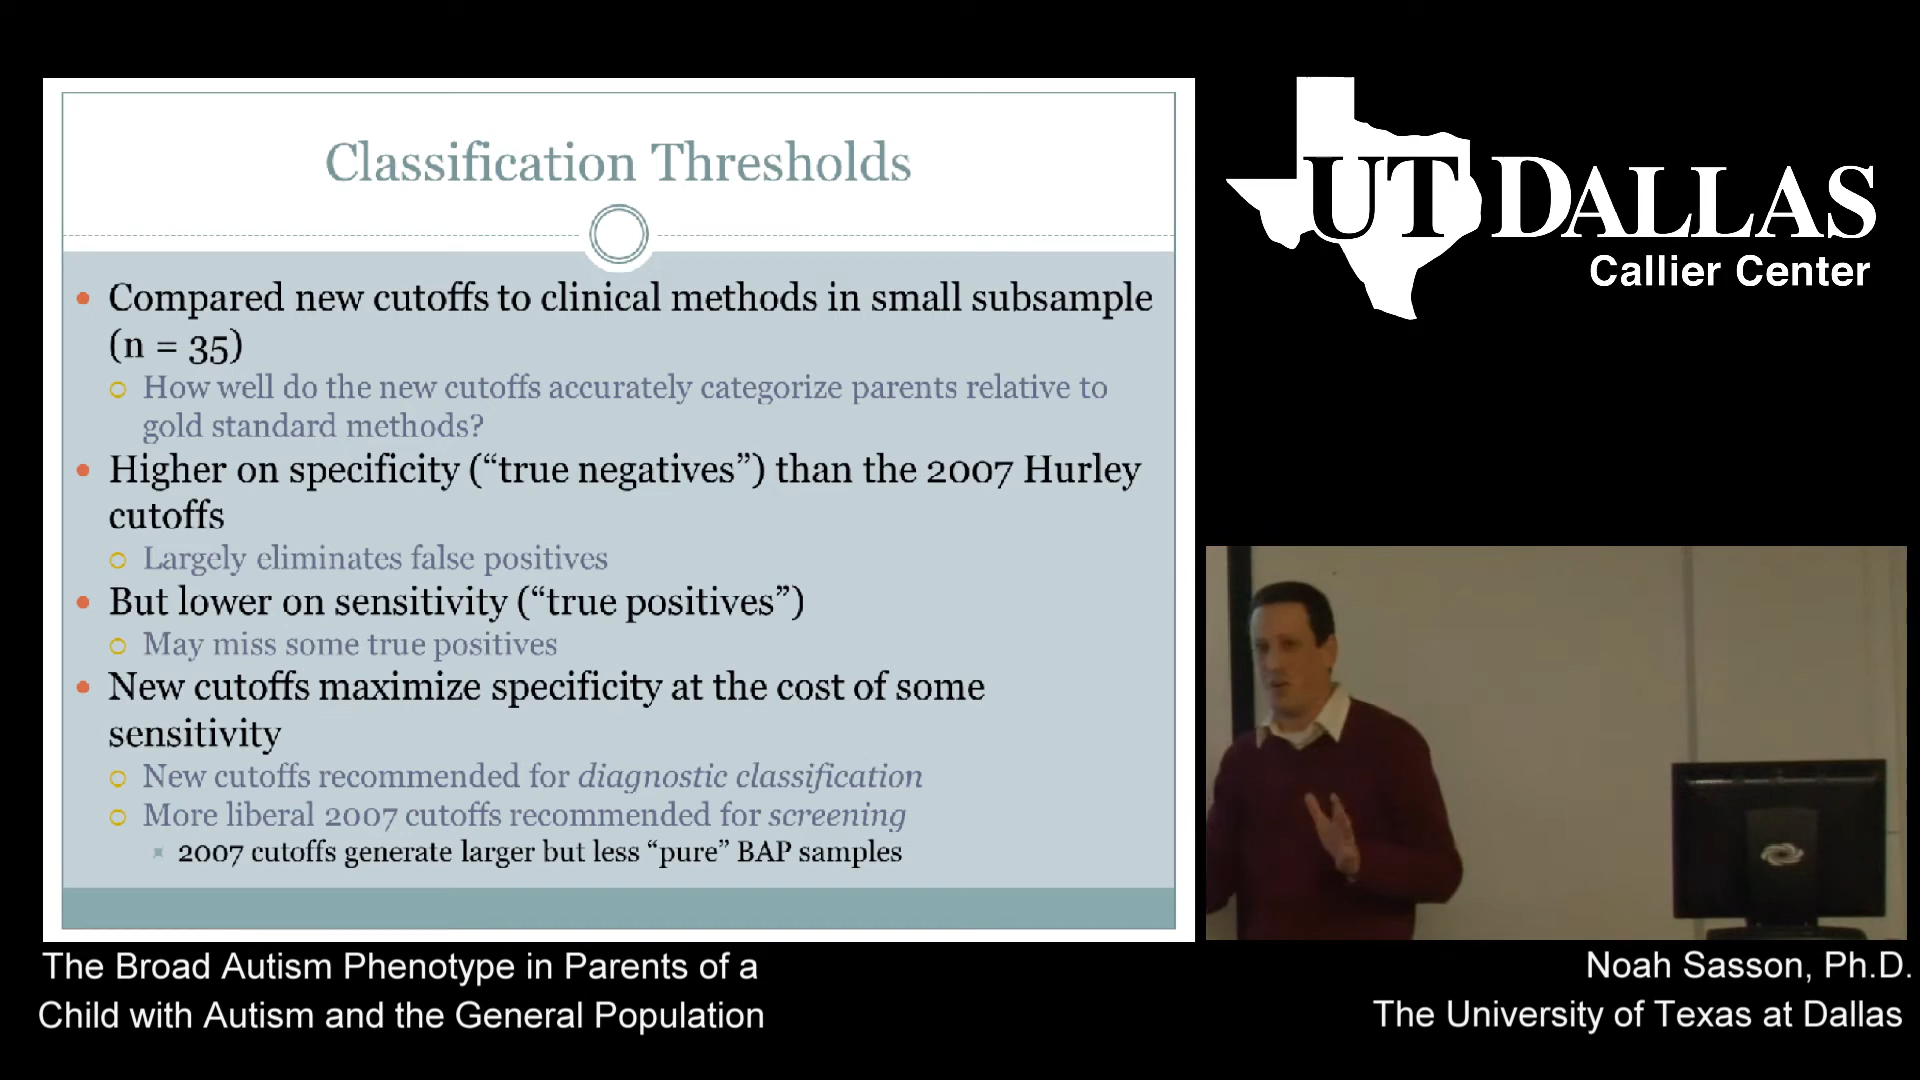 Classification Thresholds
• Compared new cutoffs to clinical methods in small subsample
(n = 35)
How well do the new cutoffs accurately categorize parents relative to
gold standard methods?
• Higher on specificity (“true negatives”) than the 2007 Hurley
cutoffs
Largely eliminates false positives
• But lower on sensitivity (“true positives”)
May miss some true positives
• New cutoffs maximize specificity at the cost of some
sensitivity
New cutoffs recommended for diagnostic classification
More liberal 2007 cutoffs recommended for screening
2007 cutoffs generate larger but less “pure” BAP samples
UT DALLAS
Callier Center
The Broad Autism Phenotype in Parents of a
Child with Autism and the General Population
Noah Sasson, Ph.D.
The University of Texas at Dallas